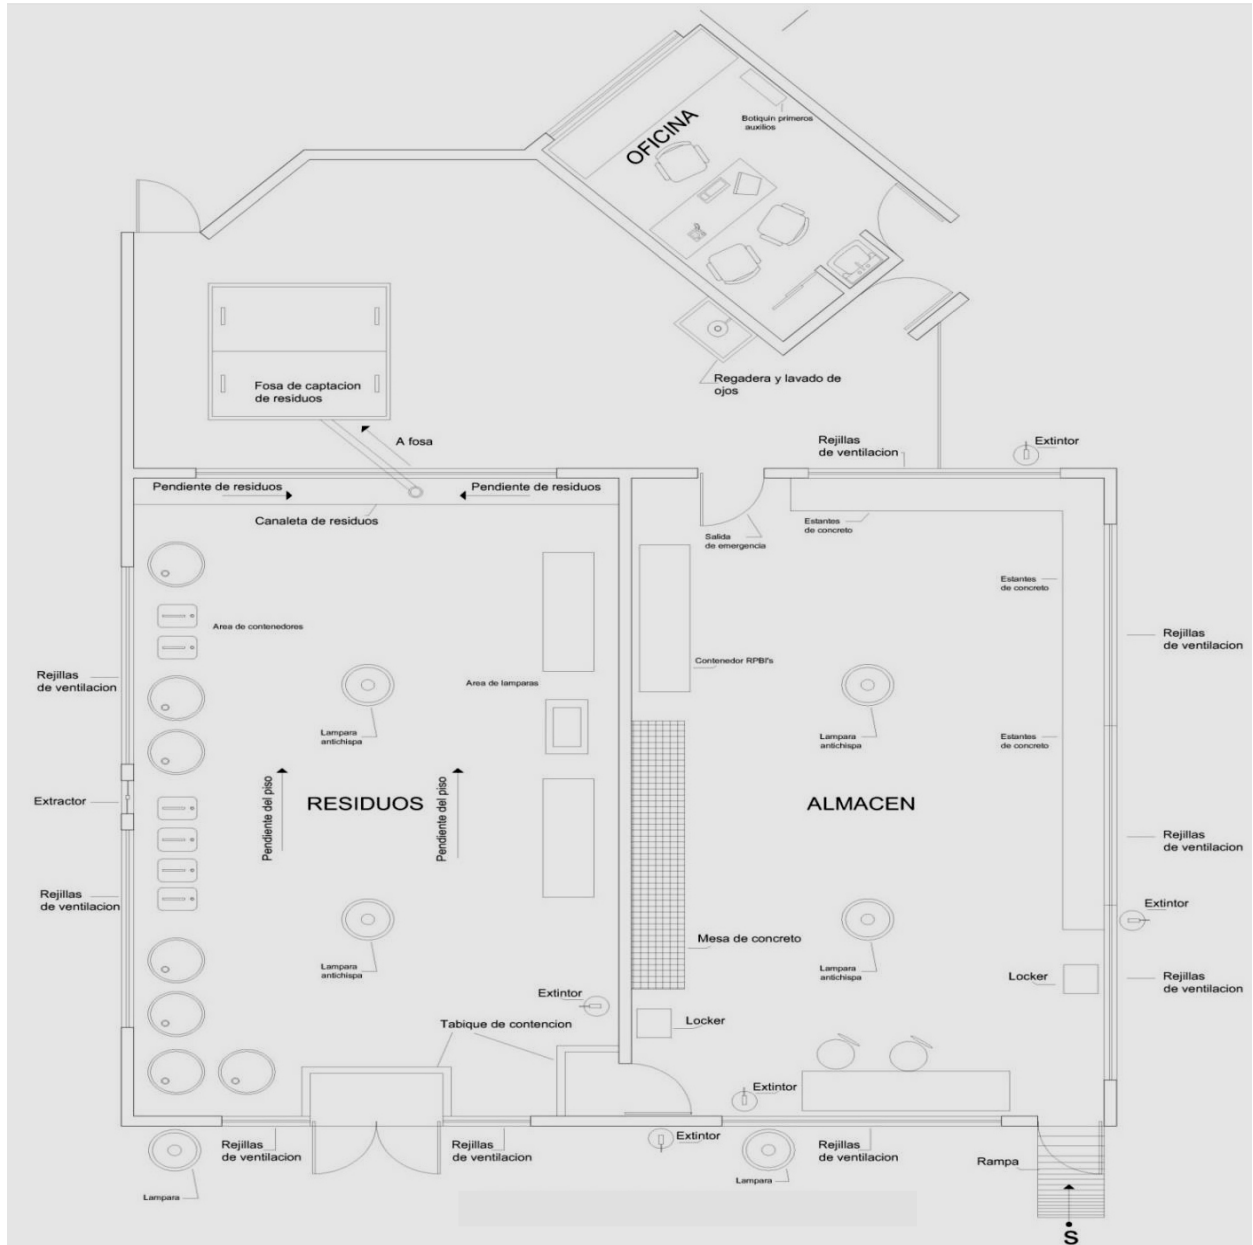 OFICINA
Botiquin primeros
auxilios
Fosa de captacion
de residuos
Regadera y lavado de
ojos
A fosa
Rejillas
de ventilacion
Extintor
Pendiente de residuos
Pendiente de residuos
Canaleta de residuos
Salida
de emergencia
Estantes
de concreto
Estantes
de concreto
Area de contenedores
Rejillas
de ventilacion
Contenedor RPBI's
Rejillas
de ventilacion
Area de lamparas
Lampara
antichispa
Lampara
antichispa
Estantes
de concreto
Pendiente del piso
Pendiente del piso
Extractor
RESIDUOS
ALMACEN
Rejillas
de ventilacion
Rejillas
de ventilacion
Extintor
Mesa de concreto
Lampara
antichispa
Lampara
antichispa
Locker
Rejillas
de ventilacion
Extintor
Tabique de contencion
Locker
Extintor
Rejillas
de ventilacion
Rejillas
de ventilacion
Extintor
Rejillas
de ventilacion
Rampa
Lampara
Lampara
S